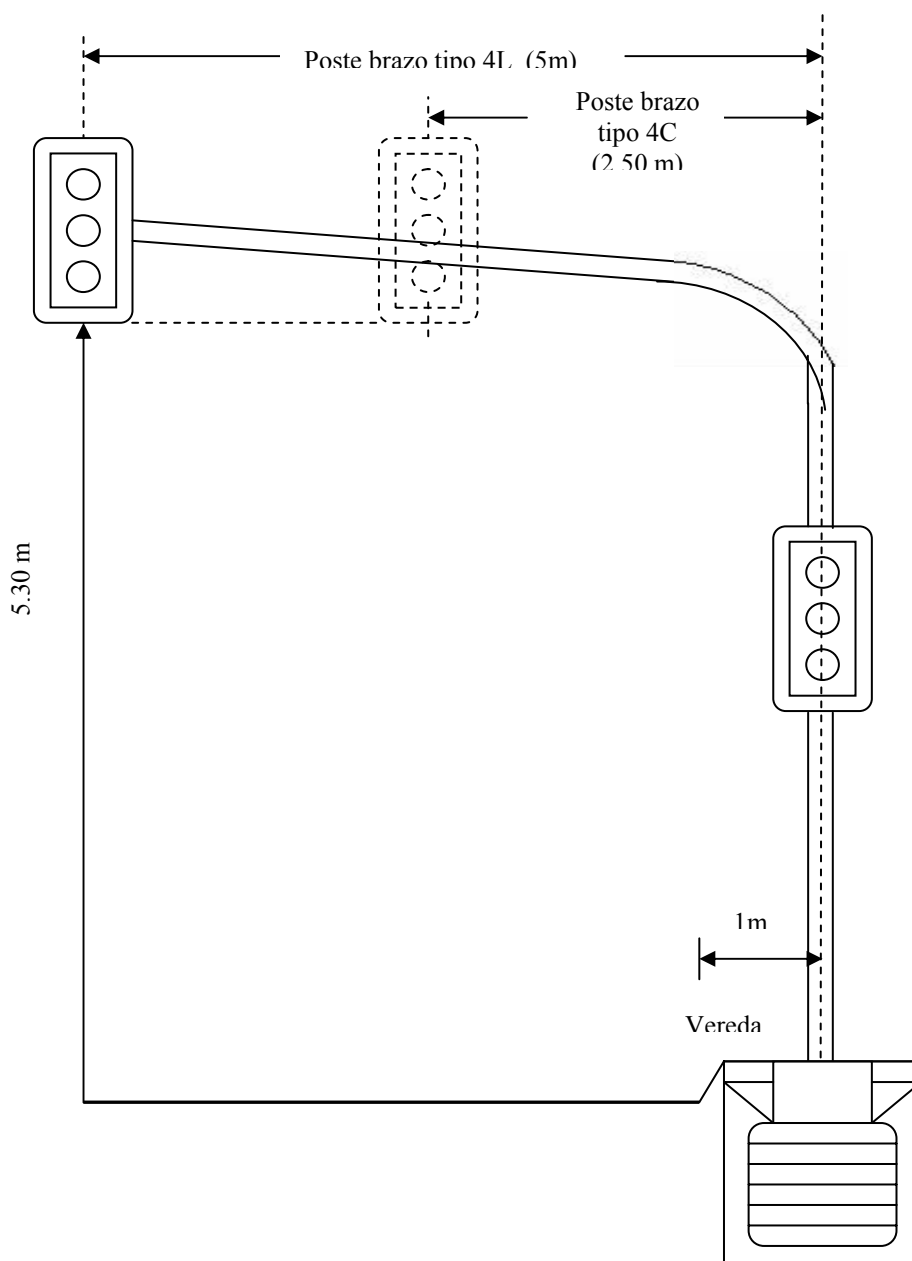 Poste brazo tipo 4L (5m)
Poste brazo
tipo 4C
(2.50 m)
5.30 m
1m
Vereda